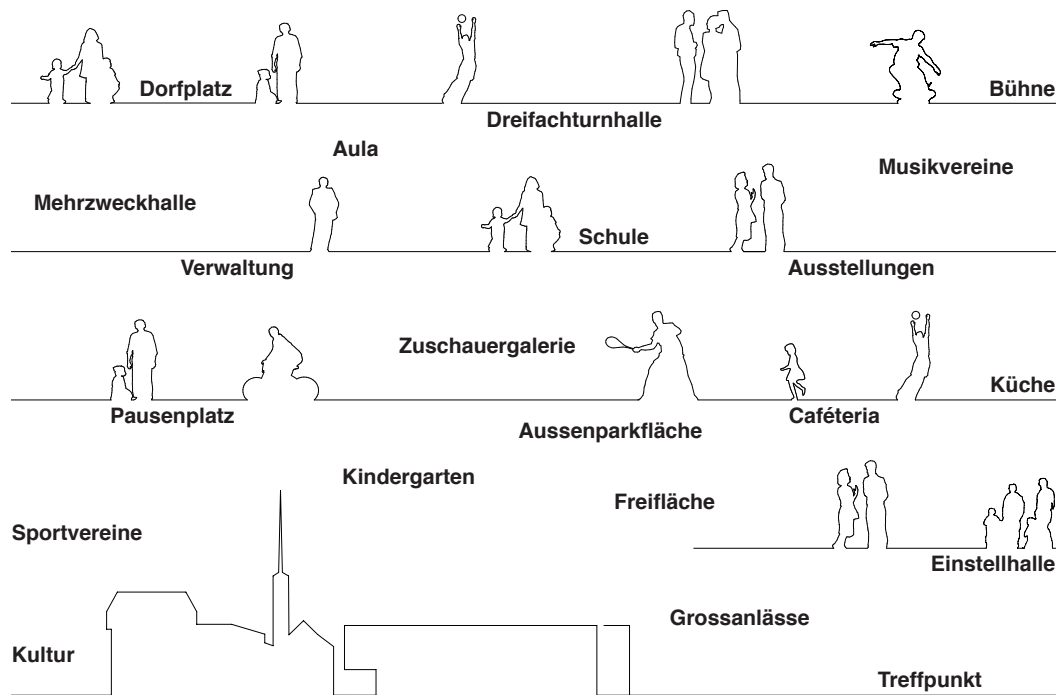 Dorfplatz
Bühne
Dreifachturnhalle
Aula
Musikvereine
Mehrzweckhalle
Schule
Verwaltung
Ausstellungen
Zuschauergalerie
Küche
Pausenplatz
Caféteria
Aussenparkfläche
Kindergarten
Freifläche
Sportvereine
Einstellhalle
Grossanlässe
Kultur
Treffpunkt